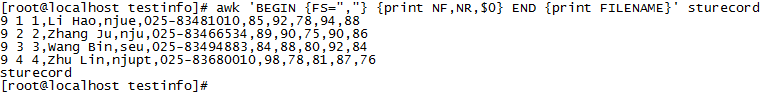 [root@localhost testinfo]# awk 'BEGIN {FS=","} {print NF,NR,$0} END {print FILENAME}' sturecord
9 1 1,Li Hao,njue,025-83481010,85,92,78,94,88
9 2 2,Zhang Ju,nju,025-83466534,89,90,75,90,86
9 3 3,Wang Bin,seu,025-83494883,84,88,80,92,84
9 4 4,Zhu Lin,njupt,025-83680010,98,78,81,87,76
sturecord
[root@localhost testinfo]#